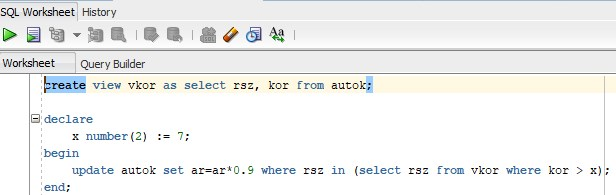 SQL Worksheet History
Aa
Worksheet Query Builder
create view vkor as select rsz, kor from autok;
declare
x number(2) := 7;
begin
update autok set ar=ar*0.9 where rsz in (select rsz from vkor where kor > x);
end;